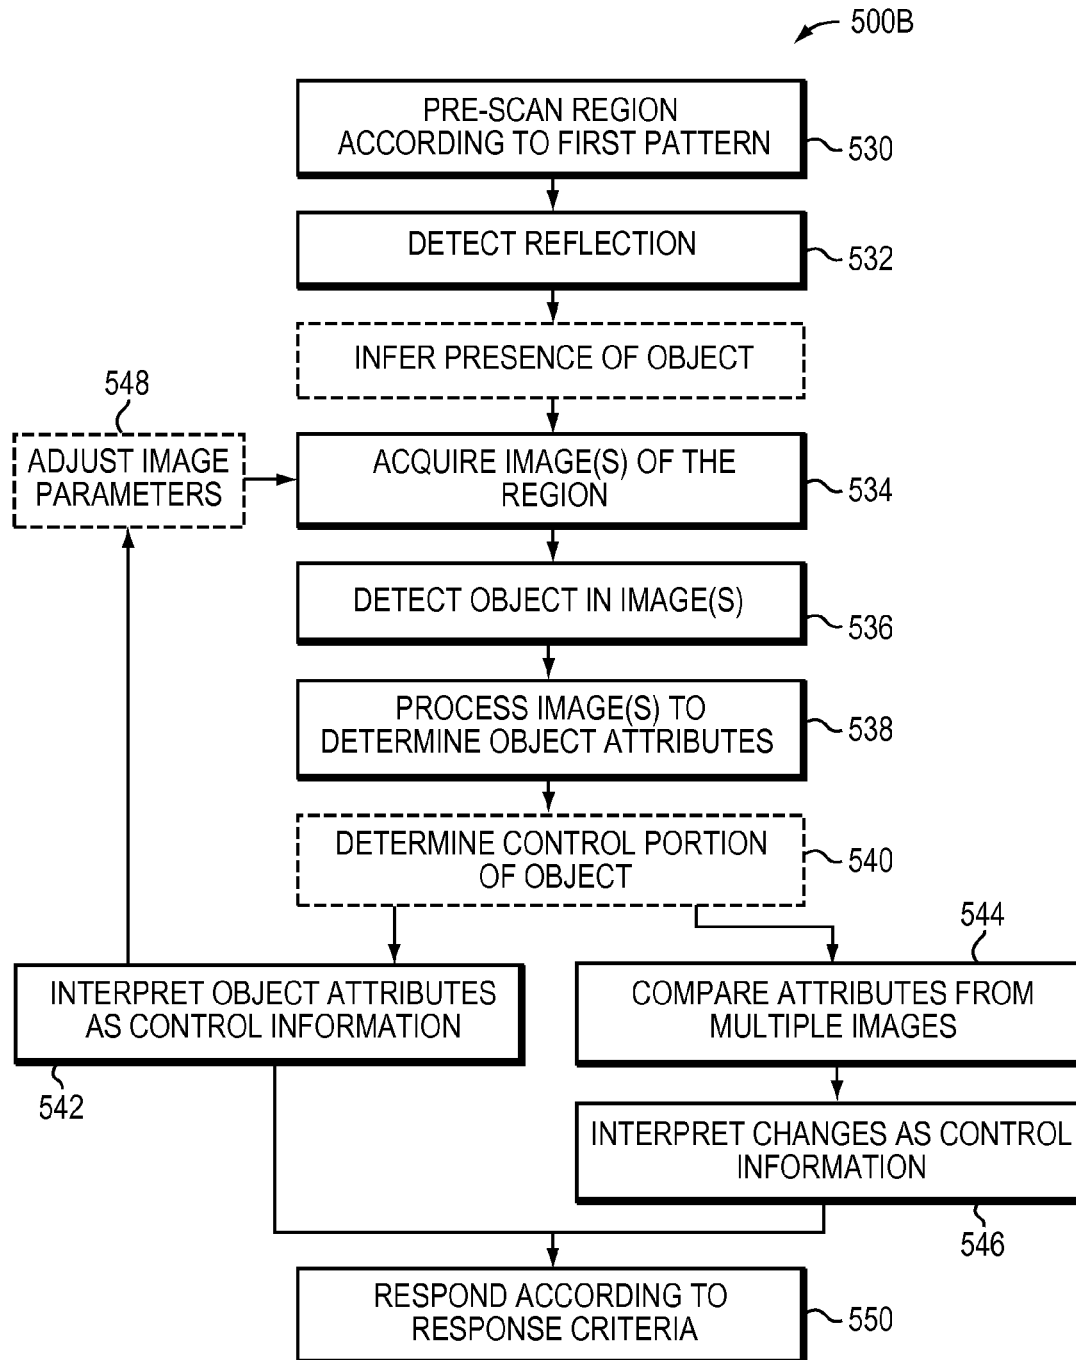 500B
PRE-SCAN REGION
ACCORDING TO FIRST PATTERN
530
DETECT REFLECTION
532
INFER PRESENCE OF OBJECT
548
ADJUST IMAGE
PARAMETERS
ACQUIRE IMAGE(S) OF THE
REGION
534
DETECT OBJECT IN IMAGE(S)
536
PROCESS IMAGE(S) TO
DETERMINE OBJECT ATTRIBUTES
538
DETERMINE CONTROL PORTION
OF OBJECT
540
INTERPRET OBJECT ATTRIBUTES
AS CONTROL INFORMATION
542
544
COMPARE ATTRIBUTES FROM
MULTIPLE IMAGES
INTERPRET CHANGES AS CONTROL
INFORMATION
546
RESPOND ACCORDING TO
RESPONSE CRITERIA
550